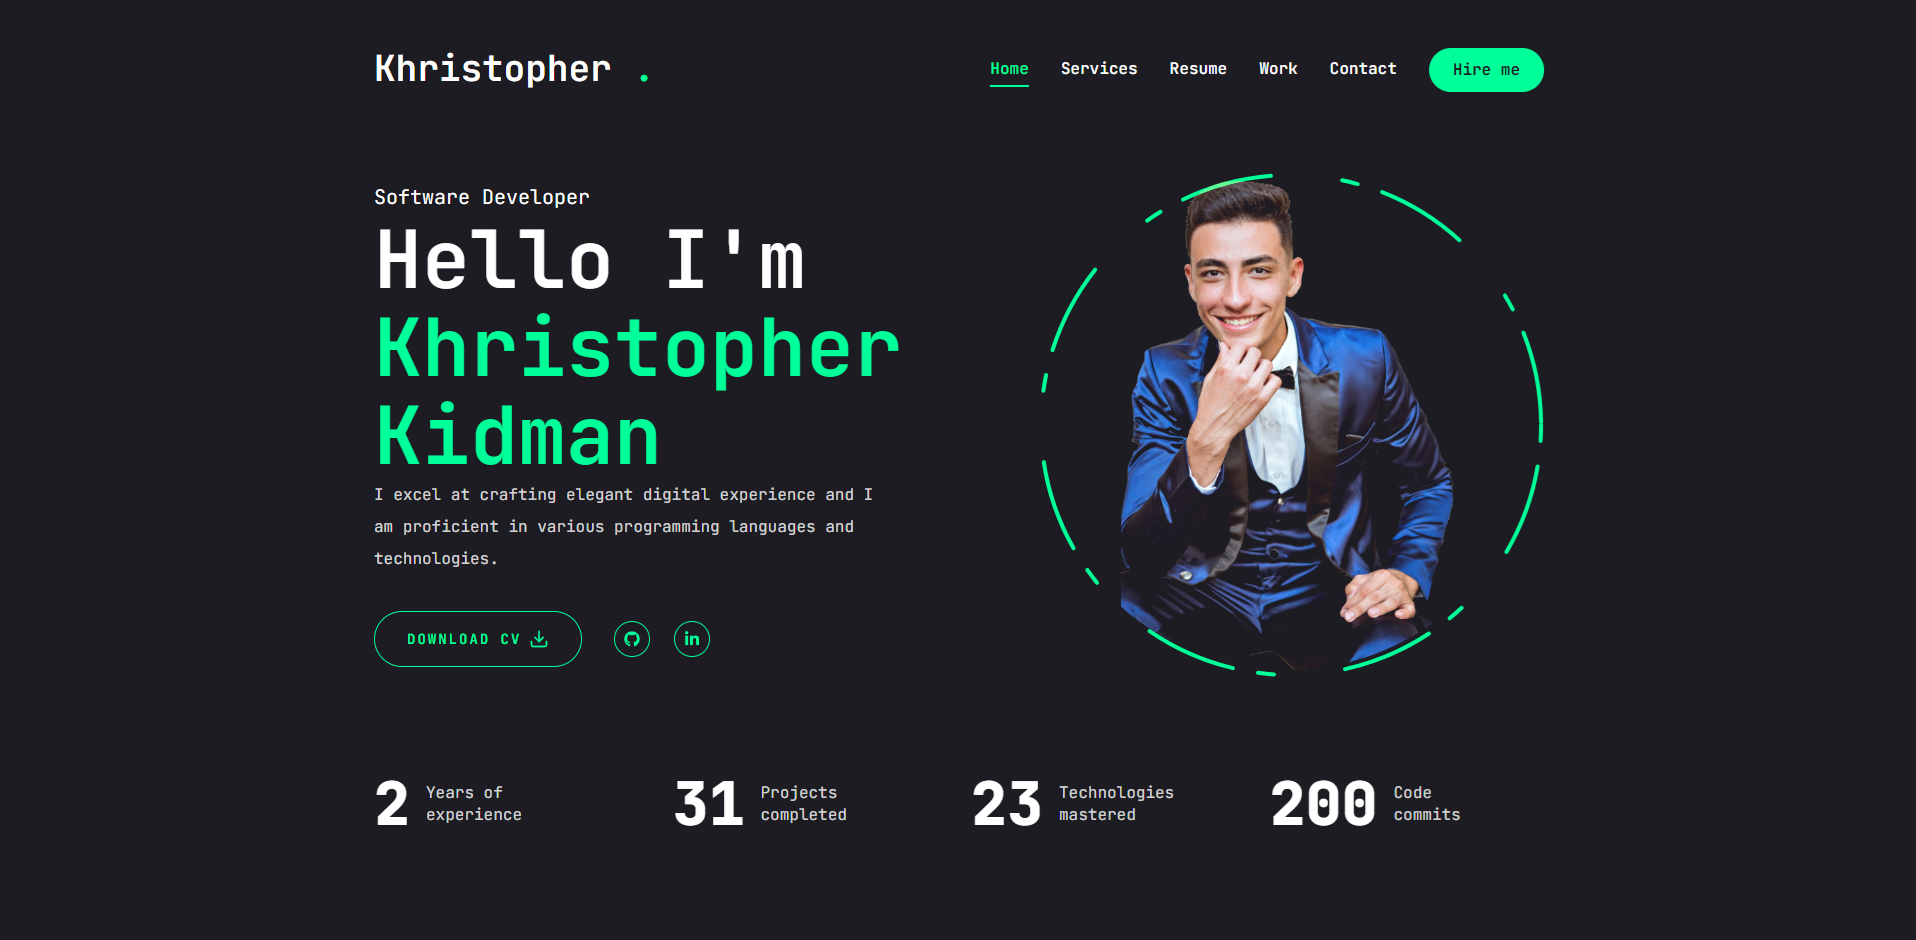 Khristopher .
Home Services Resume Work Contact Hire me
Software Developer
Hello I'm
Khristopher
Kidman
I excel at crafting elegant digital experience and I
am proficient in various programming languages and
technologies.
DOWNLOAD CV
in
2 Years of
experience
31 Projects
completed
23 Technologies
mastered
200 Code
commits